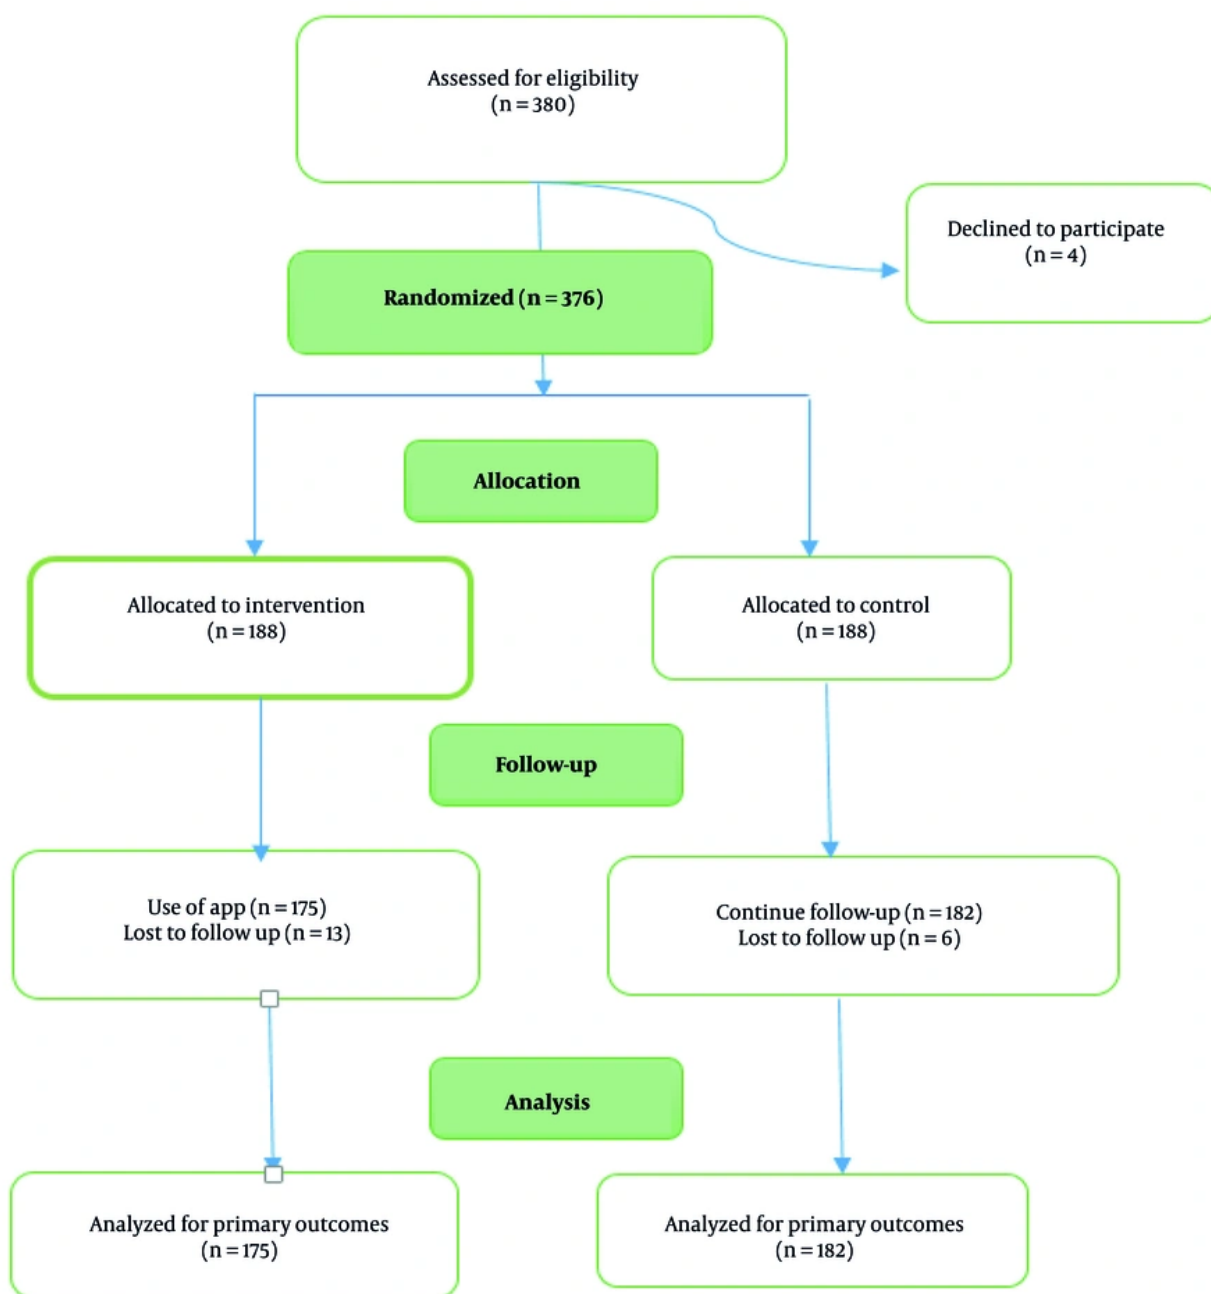 Assessed for eligibility
(n = 380)
Declined to participate
(n = 4)
Randomized (n = 376)
Allocation
Allocated to intervention
(n = 188)
Allocated to control
(n = 188)
Follow-up
Use of app (n = 175)
Lost to follow up (n = 13)
Continue follow-up (n = 182)
Lost to follow up (n = 6)
Analysis
Analyzed for primary outcomes
(n = 175)
Analyzed for primary outcomes
(n = 182)